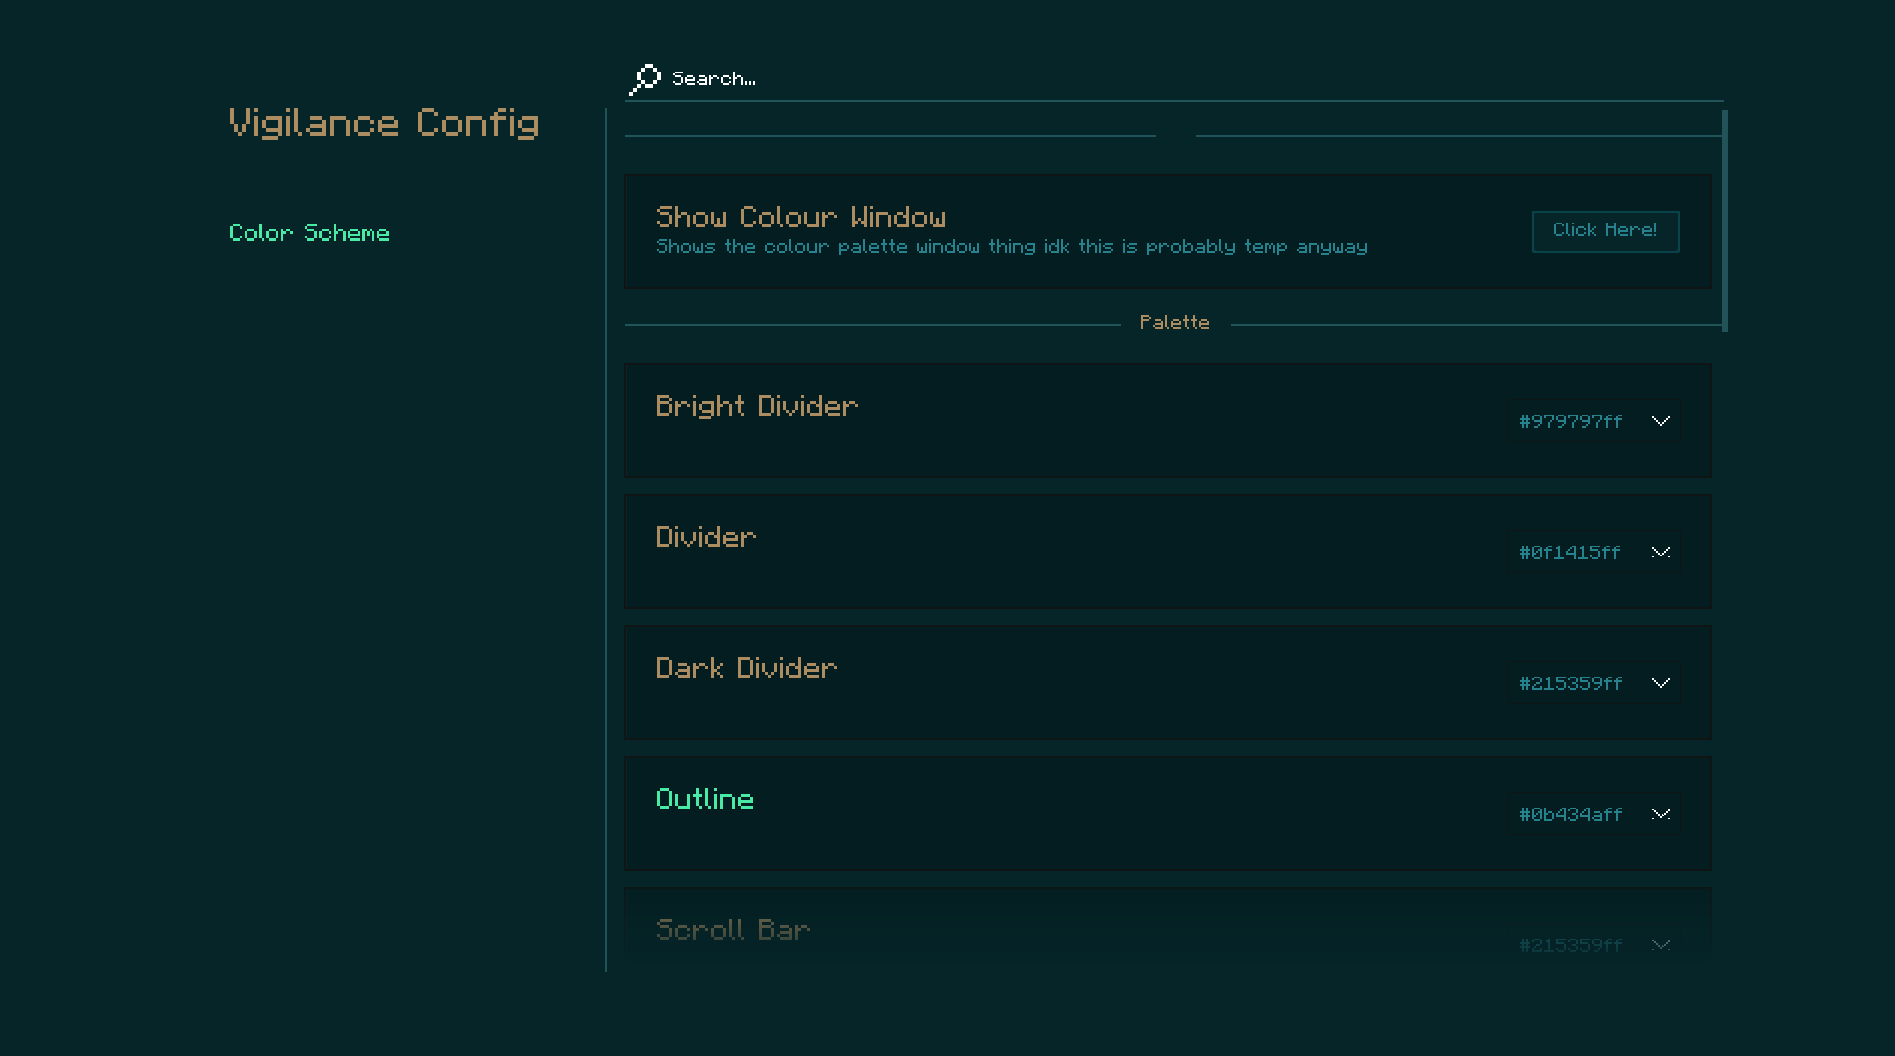 Search...
Vigilance Config
Color Scheme
Show Colour Window
Shows the colour palette window thing idk this is probably temp anyway
Click Here!
Palette
Bright Divider
#979797ff
Divider
#0f1415ff
Dark Divider
#215359ff
Outline
#0b434aff
Scroll Bar
#215359ff